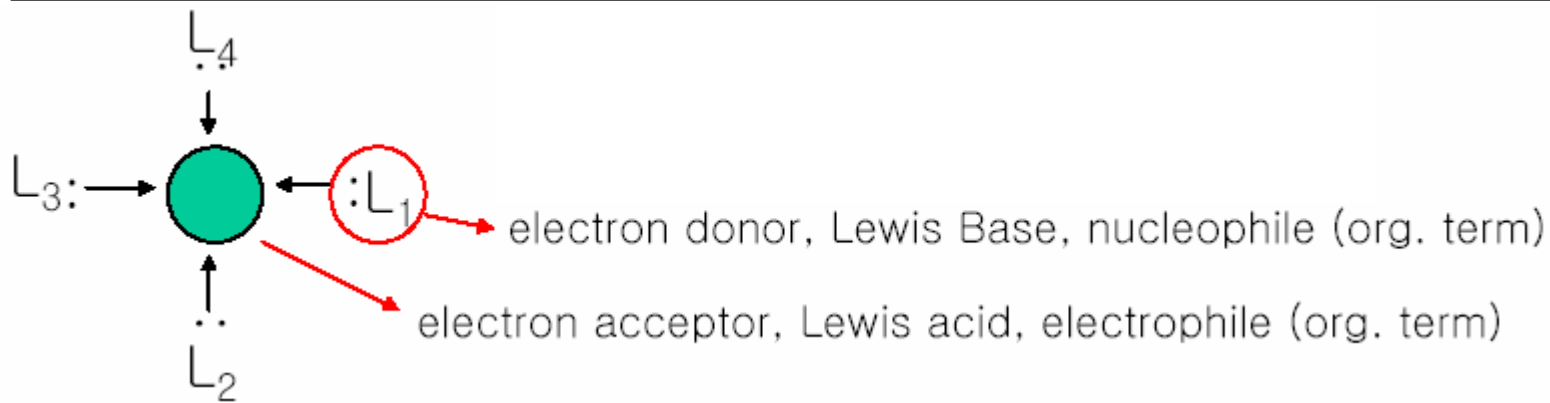 L4
L3:
:L1
electron donor, Lewis Base, nucleophile (org. term)
electron acceptor, Lewis acid, electrophile (org. term)
L2